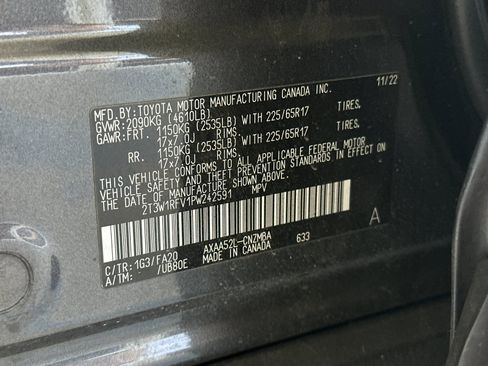 MFD.BY:TOYOTA MOTOR MANUFACTURING CANADA INC. 11/22
GVWR:2090KG (4610LB)
GAWR:FRT. 1150KG (2535LB) WITH 225/65R17 TIRES,
17x7.0J RIMS,
RR. 1150KG (2535LB) WITH 225/65R17 TIRES,
17x7.0J RIMS,
THIS VEHICLE CONFORMS TO ALL APPLICABLE FEDERAL MOTOR
VEHICLE SAFETY AND THEFT PREVENTION STANDARDS IN EFFECT ON
THE DATE OF MANUFACTURE SHOWN ABOVE.
2T3W1RFV1PW242591 MPV
A
C/TR:1G3/FA20 AXAA52L-CNZMBA 633
A/TM: /UB80E